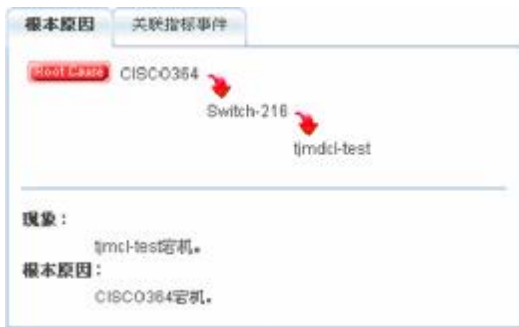 根本原因 关联指标事件
Root Cause CISCO364
Switch-216
tjmdcl-test
现象：
tjmcl-test宕机。
根本原因：
CISCO364宕机。